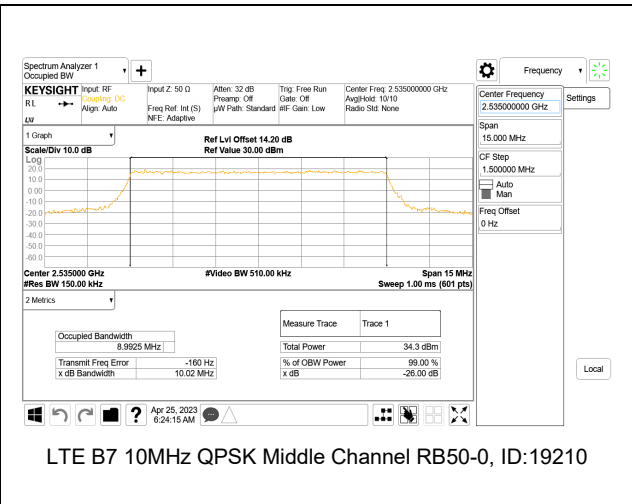 Spectrum Analyzer 1
Occupied BW
Frequency
KEYSIGHT
Input: RF
Input Z: 50 Ω
Atten: 32 dB
Trig: Free Run
Center Freq: 2.535000000 GHz
R L
Coupling: DC
Preamp: Off
Gate: Off
Avg|Hold: 10/10
Align: Auto
Freq Ref: Int (S)
µW Path: Standard
#IF Gain: Low
Radio Std: None
NFE: Adaptive
Center Frequency
2.535000000 GHz
Settings
Span
15.000 MHz
CF Step
1.500000 MHz
Auto
Man
Freq Offset
0 Hz
1 Graph
Ref Lvl Offset 14.20 dB
Scale/Div 10.0 dB
Ref Value 30.00 dBm
Log
20.0
10.0
0.00
-10.0
-20.0
-30.0
-40.0
-50.0
-60.0
Center 2.535000 GHz
#Video BW 510.00 kHz
Span 15 MHz
#Res BW 150.00 kHz
Sweep 1.00 ms (601 pts)
2 Metrics
Measure Trace
Trace 1
Occupied Bandwidth
8.9925 MHz
Total Power
34.3 dBm
Transmit Freq Error
-160 Hz
% of OBW Power
99.00 %
x dB Bandwidth
10.02 MHz
x dB
-26.00 dB
Local
?
Apr 25, 2023
6:24:15 AM
LTE B7 10MHz QPSK Middle Channel RB50-0, ID:19210